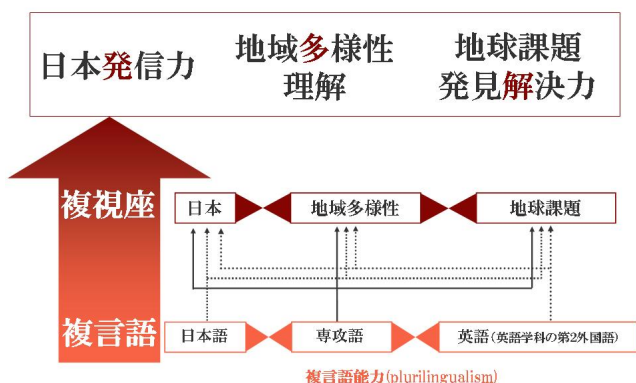 日本発信力
地域多様性
理解
地球課題
発見解決力
複視座
日本
地域多様性
地球課題
複言語
日本語
専攻語
英語(英語学科の第2外国語)
複言語能力(plurilingualism)